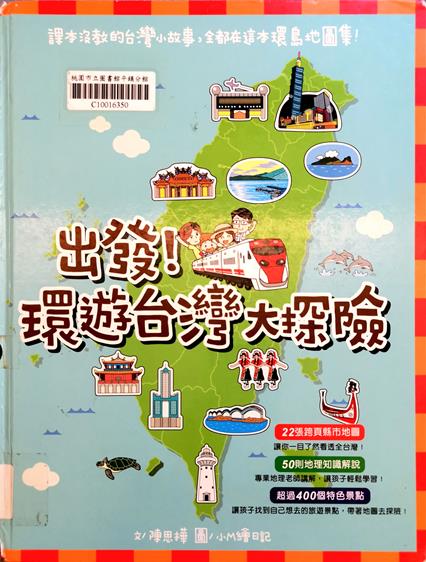 課本沒教的台灣小故事,全都在這本環島地圖集!
桃園市立圖書館平鎮分館
C10016350
出發!
環遊台灣大探險
22張跨頁縣市地圖
讓你一目了然看透全台灣!
50則地理知識解說
專業地理老師講解,讓孩子輕鬆學習!
超過400個特色景點
讓孩子找到自己想去的旅遊景點,帶著地圖去探險!
文/陳思樺 圖/小M繪日記